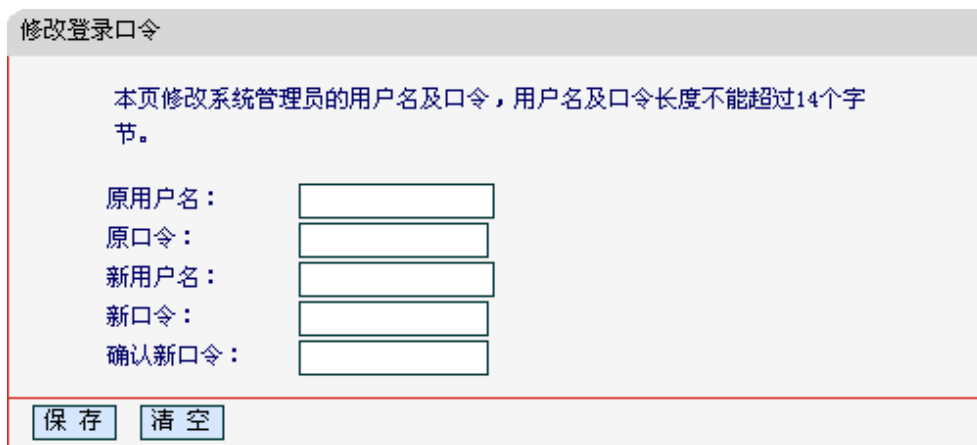 修改登录口令
本页修改系统管理员的用户名及口令，用户名及口令长度不能超过14个字
节。
原用户名：
原口令：
新用户名：
新口令：
确认新口令：
保 存 清 空